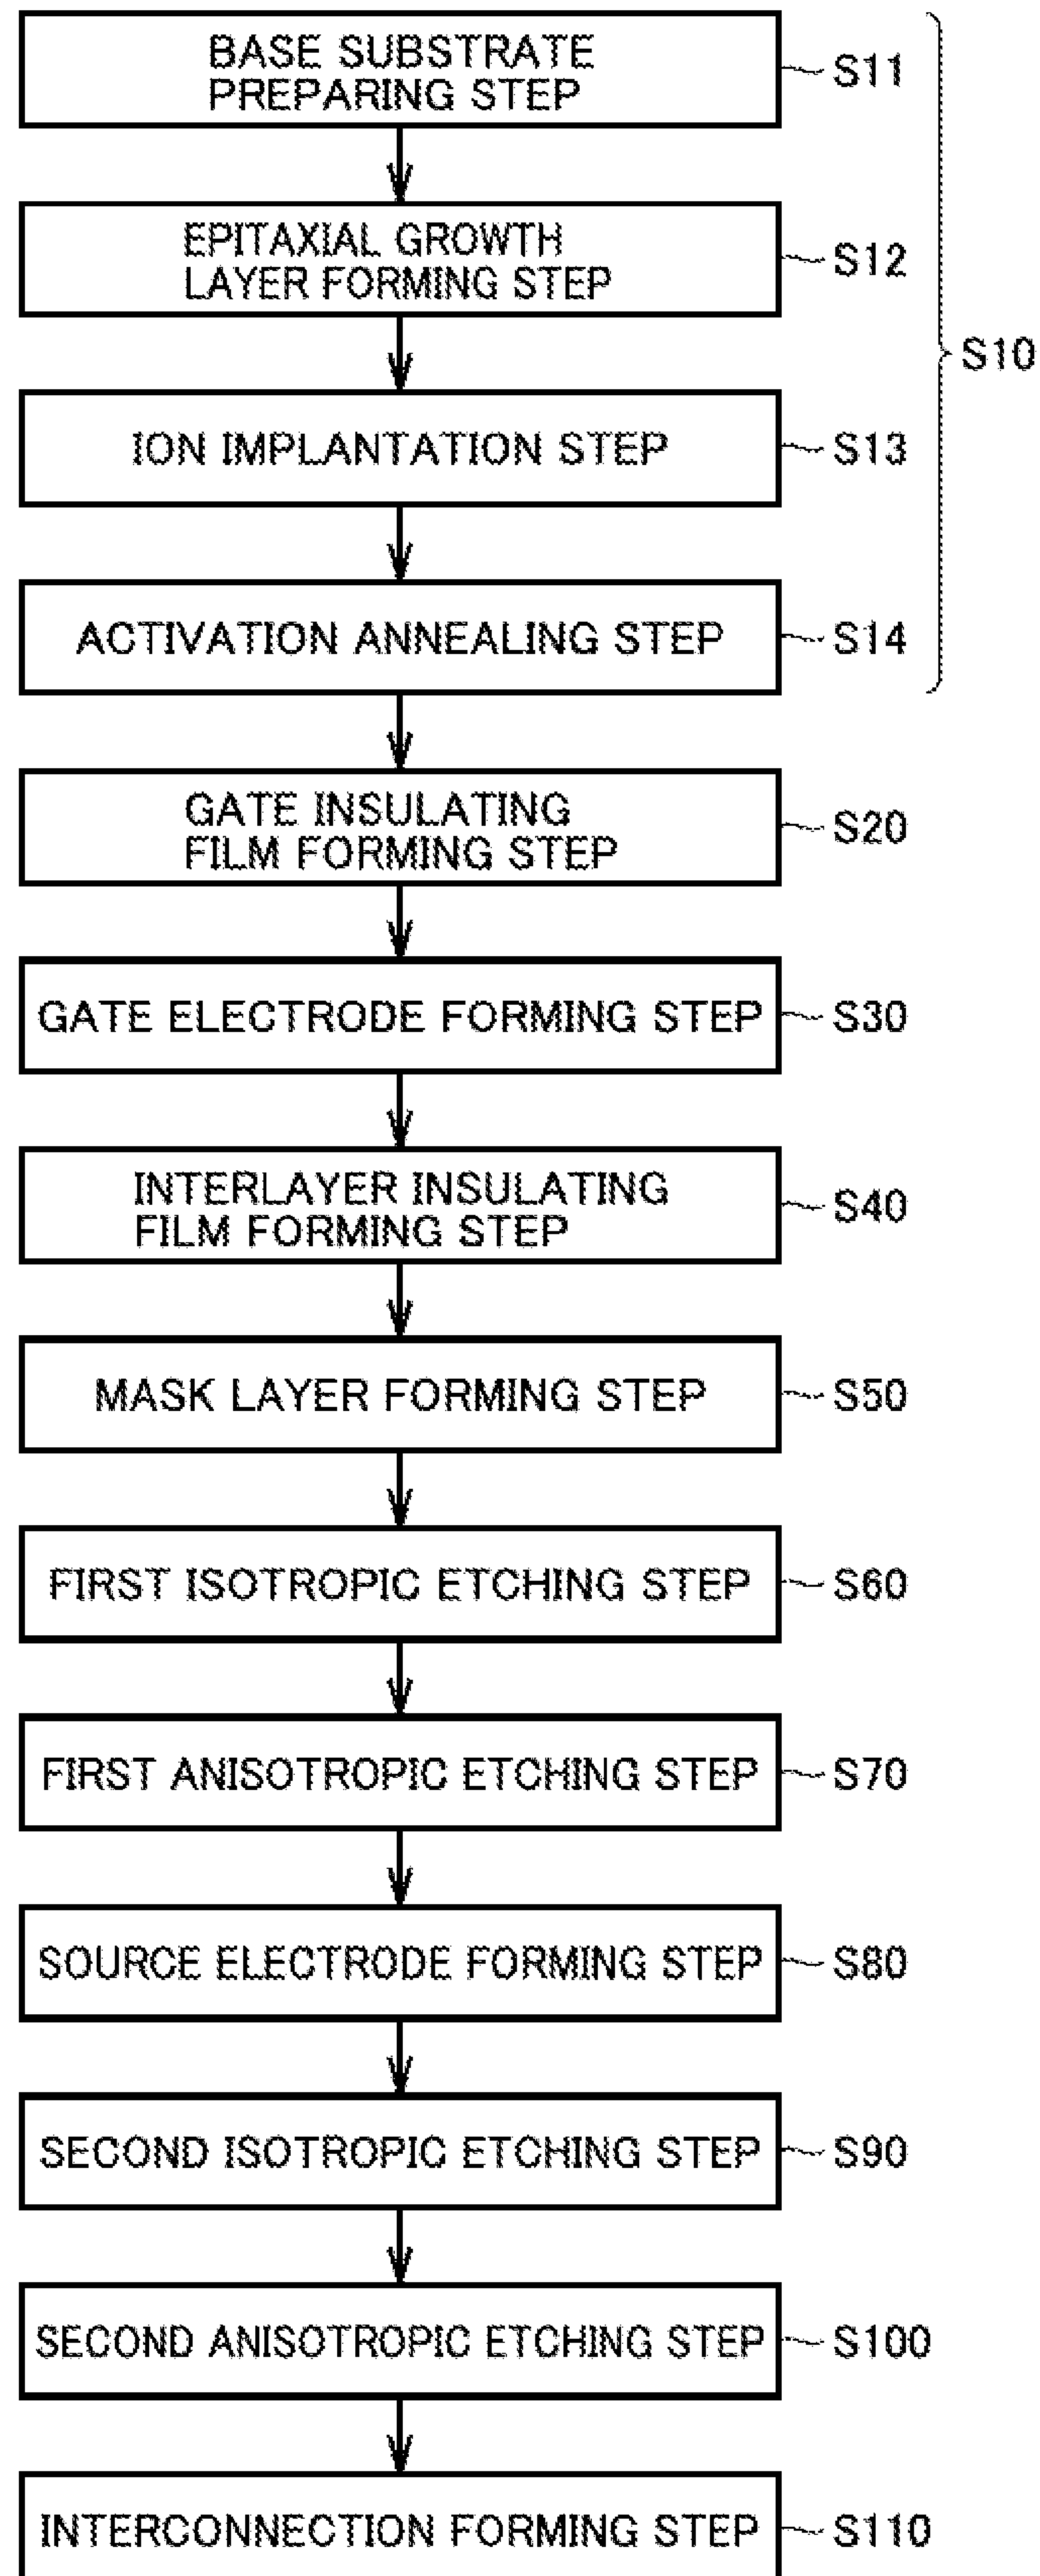 BASE SUBSTRATE
PREPARING STEP
S11
EPITAXIAL GROWTH
LAYER FORMING STEP
S12
S10
ION IMPLANTATION STEP
S13
ACTIVATION ANNEALING STEP
S14
GATE INSULATING
FILM FORMING STEP
S20
GATE ELECTRODE FORMING STEP
S30
INTERLAYER INSULATING
FILM FORMING STEP
S40
MASK LAYER FORMING STEP
S50
FIRST ISOTROPIC ETCHING STEP
S60
FIRST ANISOTROPIC ETCHING STEP
S70
SOURCE ELECTRODE FORMING STEP
S80
SECOND ISOTROPIC ETCHING STEP
S90
SECOND ANISOTROPIC ETCHING STEP
S100
INTERCONNECTION FORMING STEP
S110